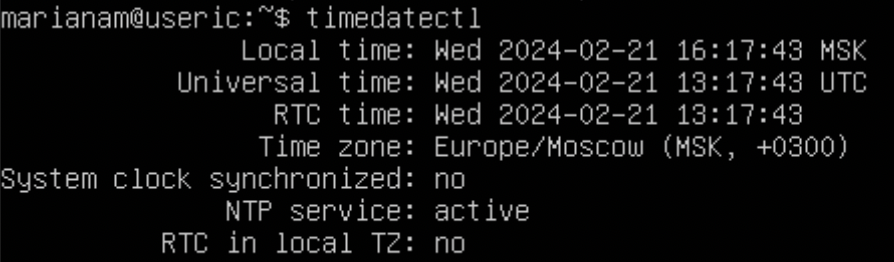 marianam@useric:~$ timedatectl
Local time: Wed 2024-02-21 16:17:43 MSK
Universal time: Wed 2024-02-21 13:17:43 UTC
RTC time: Wed 2024-02-21 13:17:43
Time zone: Europe/Moscow (MSK, +0300)
System clock synchronized: no
NTP service: active
RTC in local TZ: no